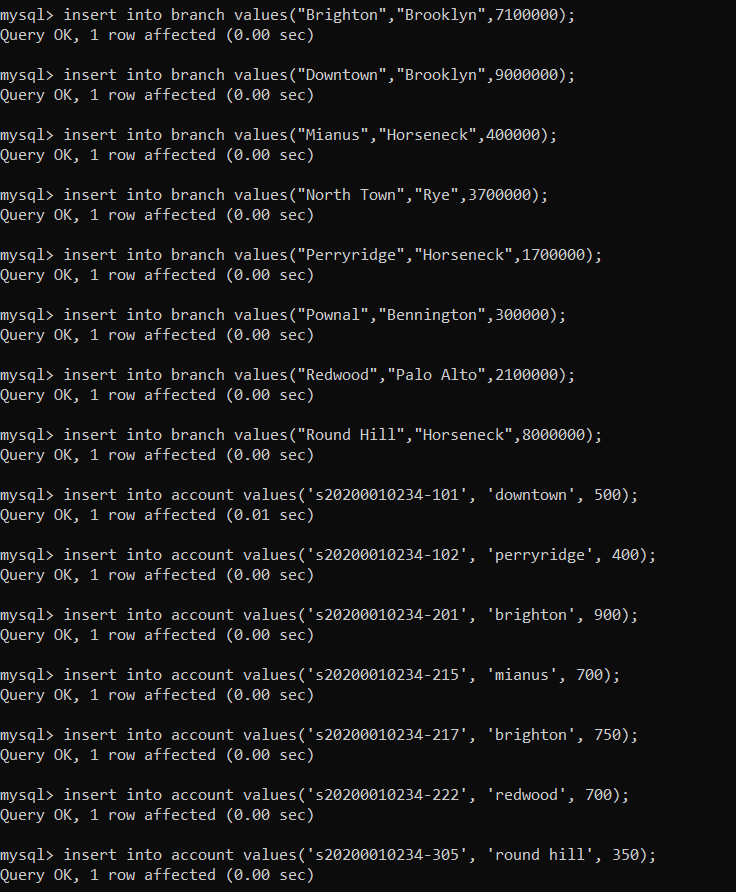 mysql> insert into branch values("Brighton","Brooklyn",7100000);
Query OK, 1 row affected (0.00 sec)
mysql> insert into branch values("Downtown","Brooklyn",9000000);
Query OK, 1 row affected (0.00 sec)
mysql> insert into branch values("Mianus","Horseneck",400000);
Query OK, 1 row affected (0.00 sec)
mysql> insert into branch values("North Town","Rye",3700000);
Query OK, 1 row affected (0.00 sec)
mysql> insert into branch values("Perryridge","Horseneck",1700000);
Query OK, 1 row affected (0.00 sec)
mysql> insert into branch values("Pownal","Bennington",300000);
Query OK, 1 row affected (0.00 sec)
mysql> insert into branch values("Redwood","Palo Alto",2100000);
Query OK, 1 row affected (0.00 sec)
mysql> insert into branch values("Round Hill","Horseneck",8000000);
Query OK, 1 row affected (0.00 sec)
mysql> insert into account values('s20200010234-101', 'downtown', 500);
Query OK, 1 row affected (0.01 sec)
mysql> insert into account values('s20200010234-102', 'perryridge', 400);
Query OK, 1 row affected (0.00 sec)
mysql> insert into account values('s20200010234-201', 'brighton', 900);
Query OK, 1 row affected (0.00 sec)
mysql> insert into account values('s20200010234-215', 'mianus', 700);
Query OK, 1 row affected (0.00 sec)
mysql> insert into account values('s20200010234-217', 'brighton', 750);
Query OK, 1 row affected (0.00 sec)
mysql> insert into account values('s20200010234-222', 'redwood', 700);
Query OK, 1 row affected (0.00 sec)
mysql> insert into account values('s20200010234-305', 'round hill', 350);
Query OK, 1 row affected (0.00 sec)